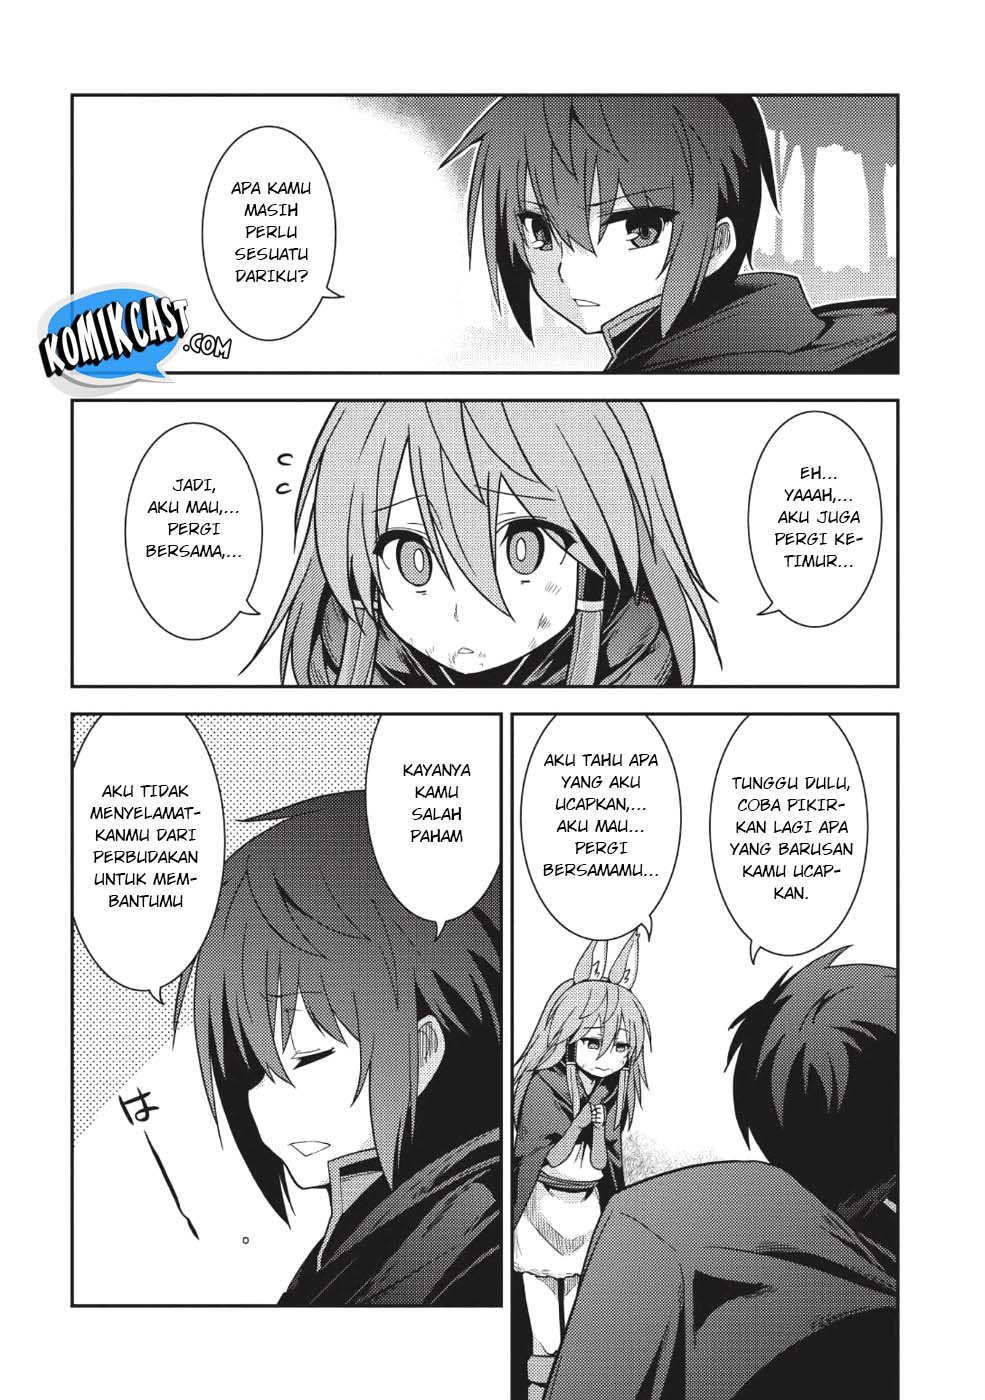 APA KAMU
MASIH
PERLU
SESUATU
DARIKU?
KOMIKCAST
.COM
EH...
YAAAH,...
AKU JUGA
PERGI KE-
TIMUR...
JADI,
AKU MAU,...
PERGI
BERSAMA,...
TUNGGU DULU,
COBA PIKIR-
KAN LAGI APA
YANG BARUSAN
KAMU UCAP-
KAN.
AKU TAHU APA
YANG AKU
UCAPKAN,...
AKU MAU...
PERGI
BERSAMAMU...
KAYANYA
KAMU
SALAH
PAHAM
AKU TIDAK
MENYELAMAT-
KANMU DARI
PERBUDAKAN
UNTUK MEM-
BANTUMU
はーー。